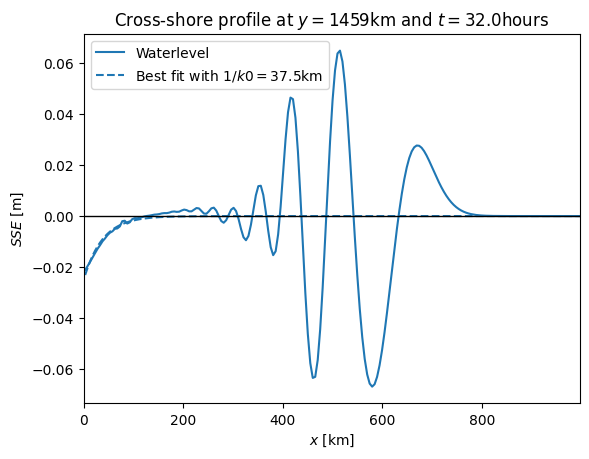 Cross-shore profile at y = 1459km and t = 32.0hours
Waterlevel
Best fit with 1/k0 = 37.5km
0.06
0.04
0.02
0.00
−0.02
−0.04
−0.06
SSE [m]
0 200 400 600 800
x [km]